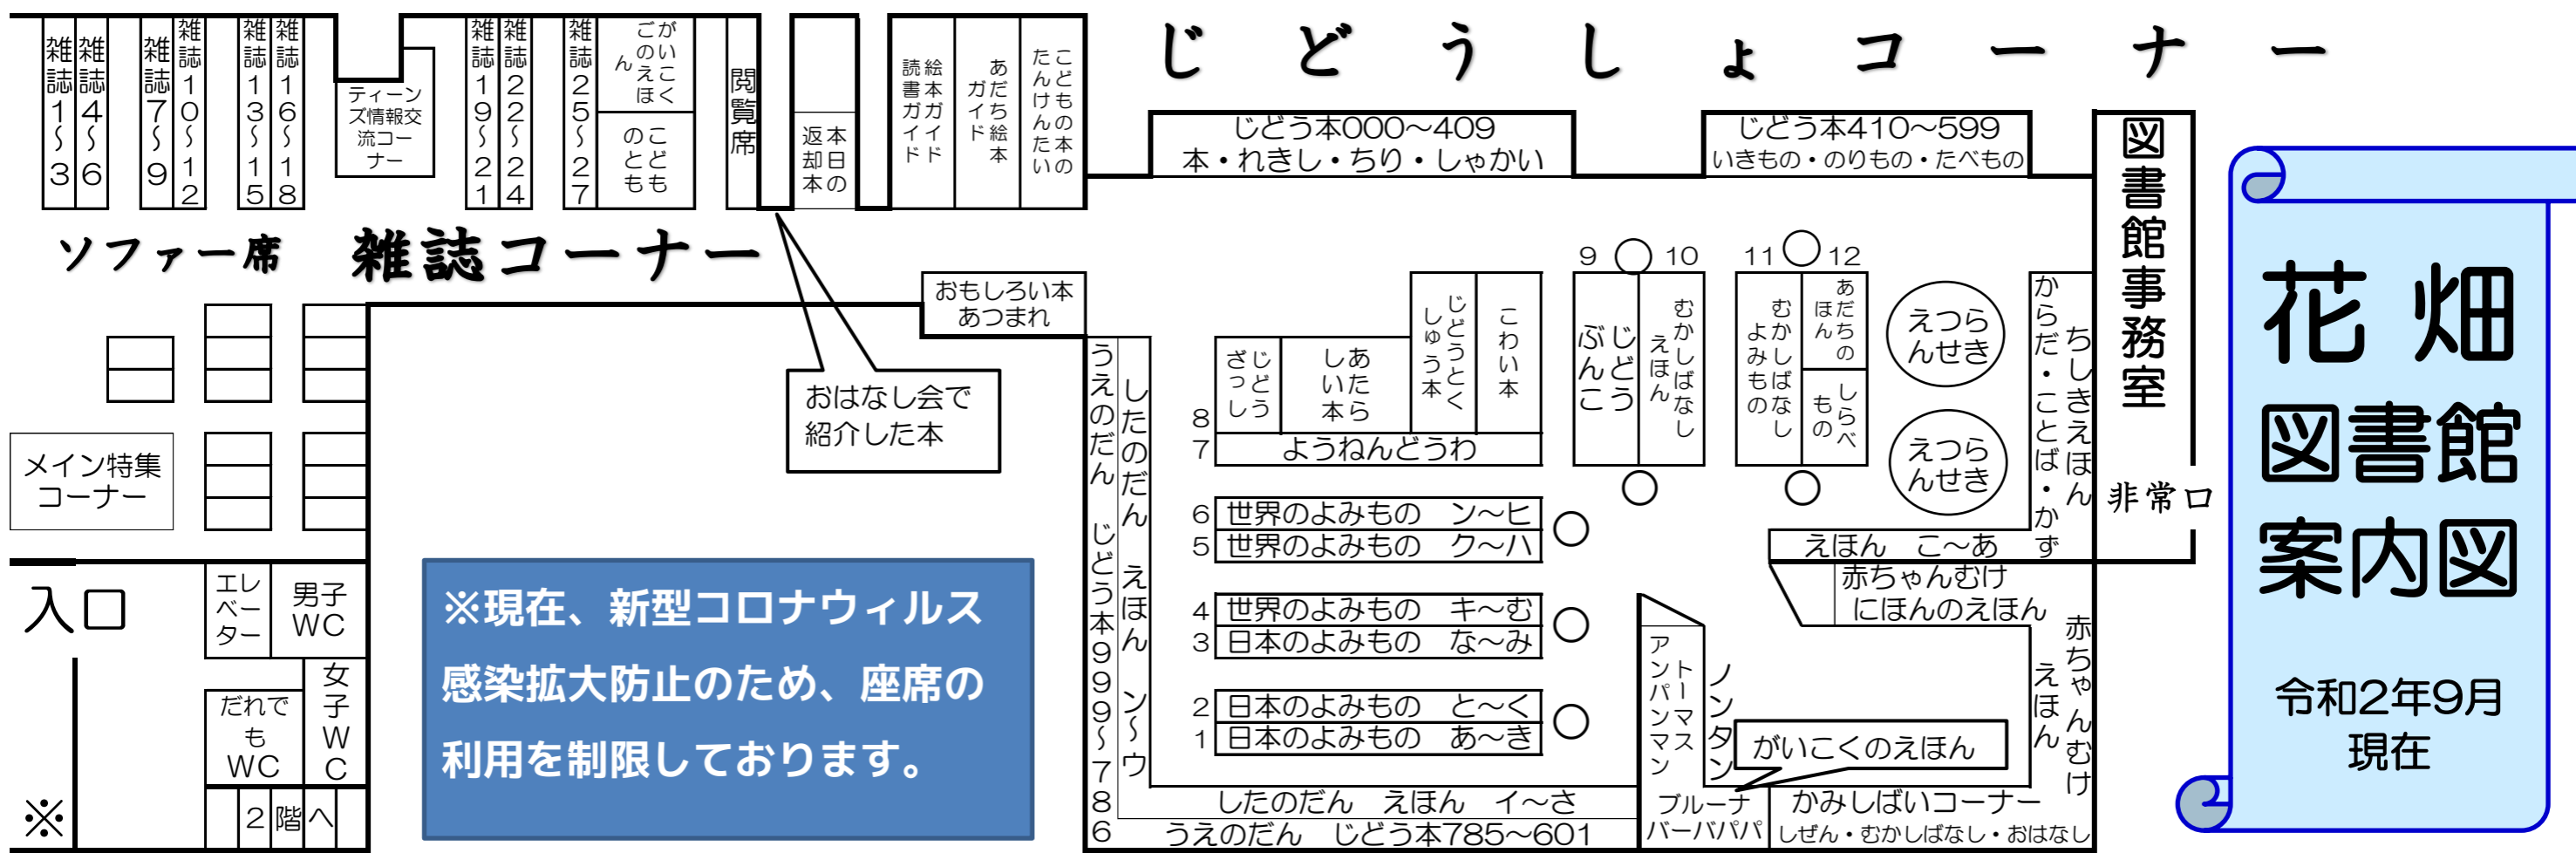 じどうしょコーナー
雑誌1～3
雑誌4～6
雑誌7～9
雑誌10～12
雑誌13～15
雑誌16～18
ティーン
ズ情報交
流コー
ナー
雑誌19～21
雑誌22～24
雑誌25～27
がいこく
ごのえほ
ん
こども
のとも
閲覧席
本日の
返却本
絵本ガイド
読書ガイド
あだち絵本
ガイド
こどもの本の
たんけんたい
じどう本000～409
本・れきし・ちり・しゃかい
じどう本410～599
いきもの・のりもの・たべもの
図書館事務室
ソファー席
雑誌コーナー
おもしろい本
あつまれ
おはなし会で
紹介した本
メイン特集
コーナー
入口
エレ
ベー
ター
男子
WC
女子WC
だれで
も
WC
2階へ
※
※現在、新型コロナウィルス
感染拡大防止のため、座席の
利用を制限しております。
うえのだん じどう本999～786
したのだん えほん ン～ウ
8
じどう
ざっし
あたら
しい本
じどうとく
しゅう本
こわい本
7
ようねんどうわ
6
世界のよみもの ン～ヒ
5
世界のよみもの ク～ハ
4
世界のよみもの キ～む
3
日本のよみもの な～み
2
日本のよみもの と～く
1
日本のよみもの あ～き
したのだん えほん イ～さ
うえのだん じどう本785～601
9
10
じどう
ぶんこ
むかしばなし
えほん
11
12
むかしばなし
よみもの
あだちの
ほん
しらべ
もの
えつら
んせき
えつら
んせき
ちしきえほん
からだ・ことば・かず
非常口
えほん こ～あ
赤ちゃんむけ
にほんのえほん
赤ちゃんむけ
えほん
トーマス
アンパンマン
ノンタン
がいこくのえほん
ブルーナ
バーバパパ
かみしばいコーナー
しぜん・むかしばなし・おはなし
花畑
図書館
案内図
令和2年9月
現在